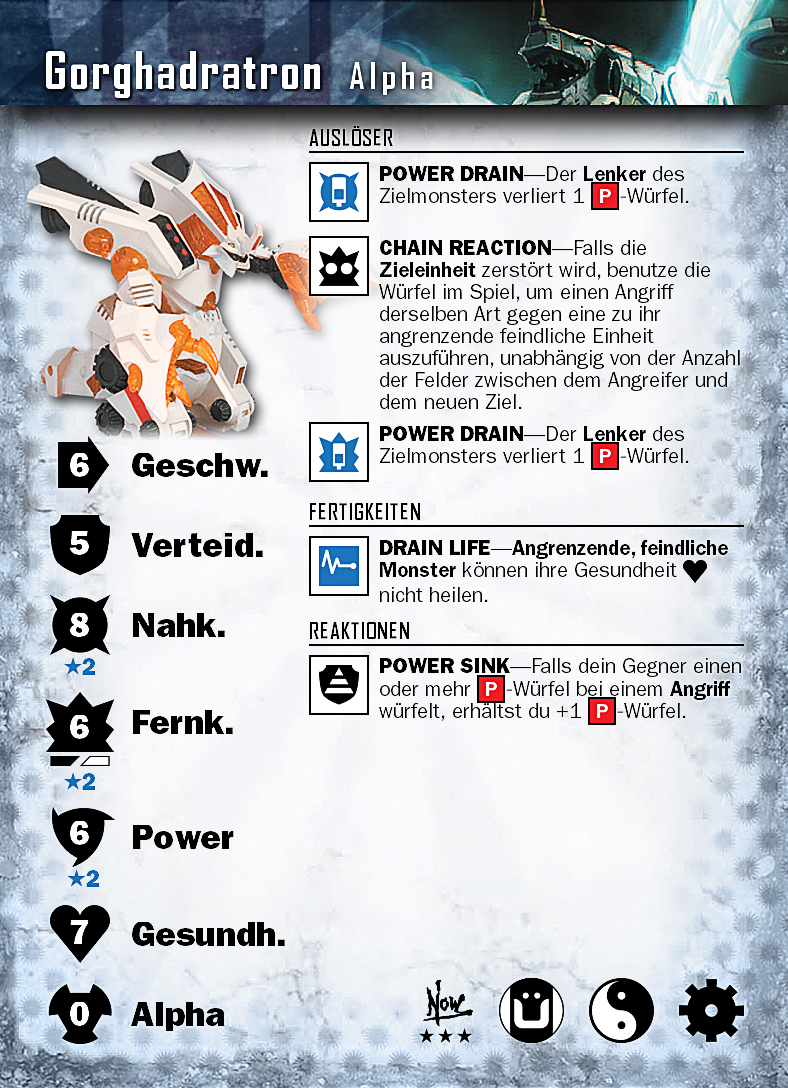 Gorghadratron Alpha
AUSLÖSER
POWER DRAIN—Der Lenker des
Zielmonsters verliert 1 P-Würfel.
CHAIN REACTION—Falls die
Zieleinheit zerstört wird, benutze die
Würfel im Spiel, um einen Angriff
derselben Art gegen eine zu ihr
angrenzende feindliche Einheit
auszuführen, unabhängig von der Anzahl
der Felder zwischen dem Angreifer und
dem neuen Ziel.
POWER DRAIN—Der Lenker des
Zielmonsters verliert 1 P-Würfel.
FERTIGKEITEN
DRAIN LIFE—Angrenzende, feindliche
Monster können ihre Gesundheit ♥
nicht heilen.
REAKTIONEN
POWER SINK—Falls dein Gegner einen
oder mehr P-Würfel bei einem Angriff
würfelt, erhältst du +1 P-Würfel.
6 Geschw.
5 Verteid.
8 Nahk.
★2
6 Fernk.
★2
6 Power
★2
7 Gesundh.
0 Alpha
Now
★★★